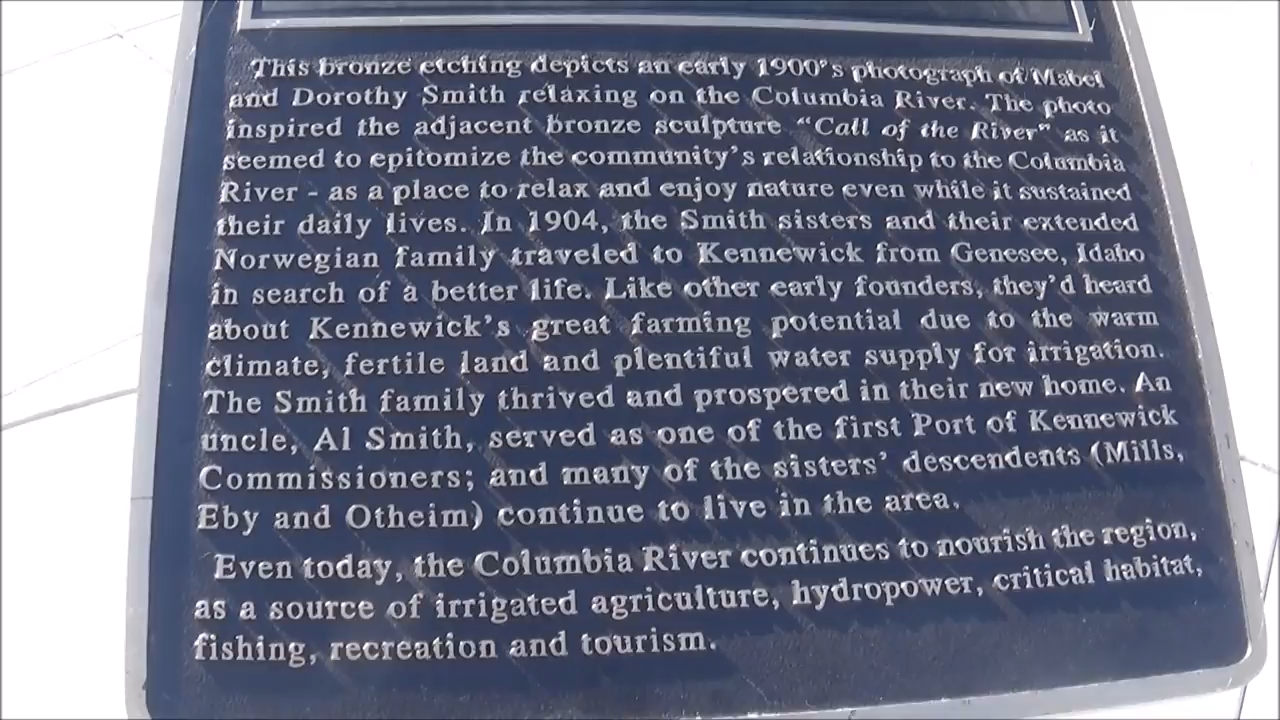 This bronze etching depicts an early 1900's photograph of Mabel
and Dorothy Smith relaxing on the Columbia River. The photo
inspired the adjacent bronze sculpture "Call of the River" as it
seemed to epitomize the community's relationship to the Columbia
River - as a place to relax and enjoy nature even while it sustained
their daily lives. In 1904, the Smith sisters and their extended
Norwegian family traveled to Kennewick from Genesee, Idaho
in search of a better life. Like other early founders, they'd heard
about Kennewick's great farming potential due to the warm
climate, fertile land and plentiful water supply for irrigation.
The Smith family thrived and prospered in their new home. An
uncle, Al Smith, served as one of the first Port of Kennewick
Commissioners; and many of the sisters' descendents (Mills,
Eby and Otheim) continue to live in the area.
Even today, the Columbia River continues to nourish the region,
as a source of irrigated agriculture, hydropower, critical habitat,
fishing, recreation and tourism.